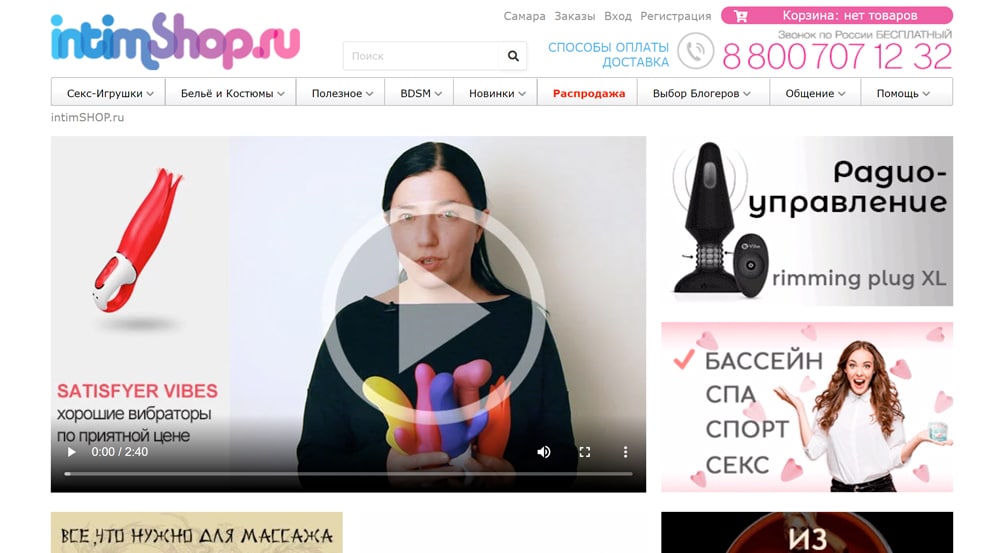 intimShop.ru
Самара Заказы Вход Регистрация
Корзина: нет товаров
Поиск
СПОСОБЫ ОПЛАТЫ
ДОСТАВКА
Звонок по России БЕСПЛАТНЫЙ
8 800 707 12 32
Секс-Игрушки Бельё и Костюмы Полезное BDSM Новинки Распродажа Выбор Блогеров Общение Помощь
intimSHOP.ru
SATISFYER VIBES
хорошие вибраторы
по приятной цене
0:00 / 2:40
Радио-
управление
rimming plug XL
БАССЕЙН
СПА
СПОРТ
СЕКС
ВСЕ, ЧТО НУЖНО ДЛЯ МАССАЖА
ИЗ